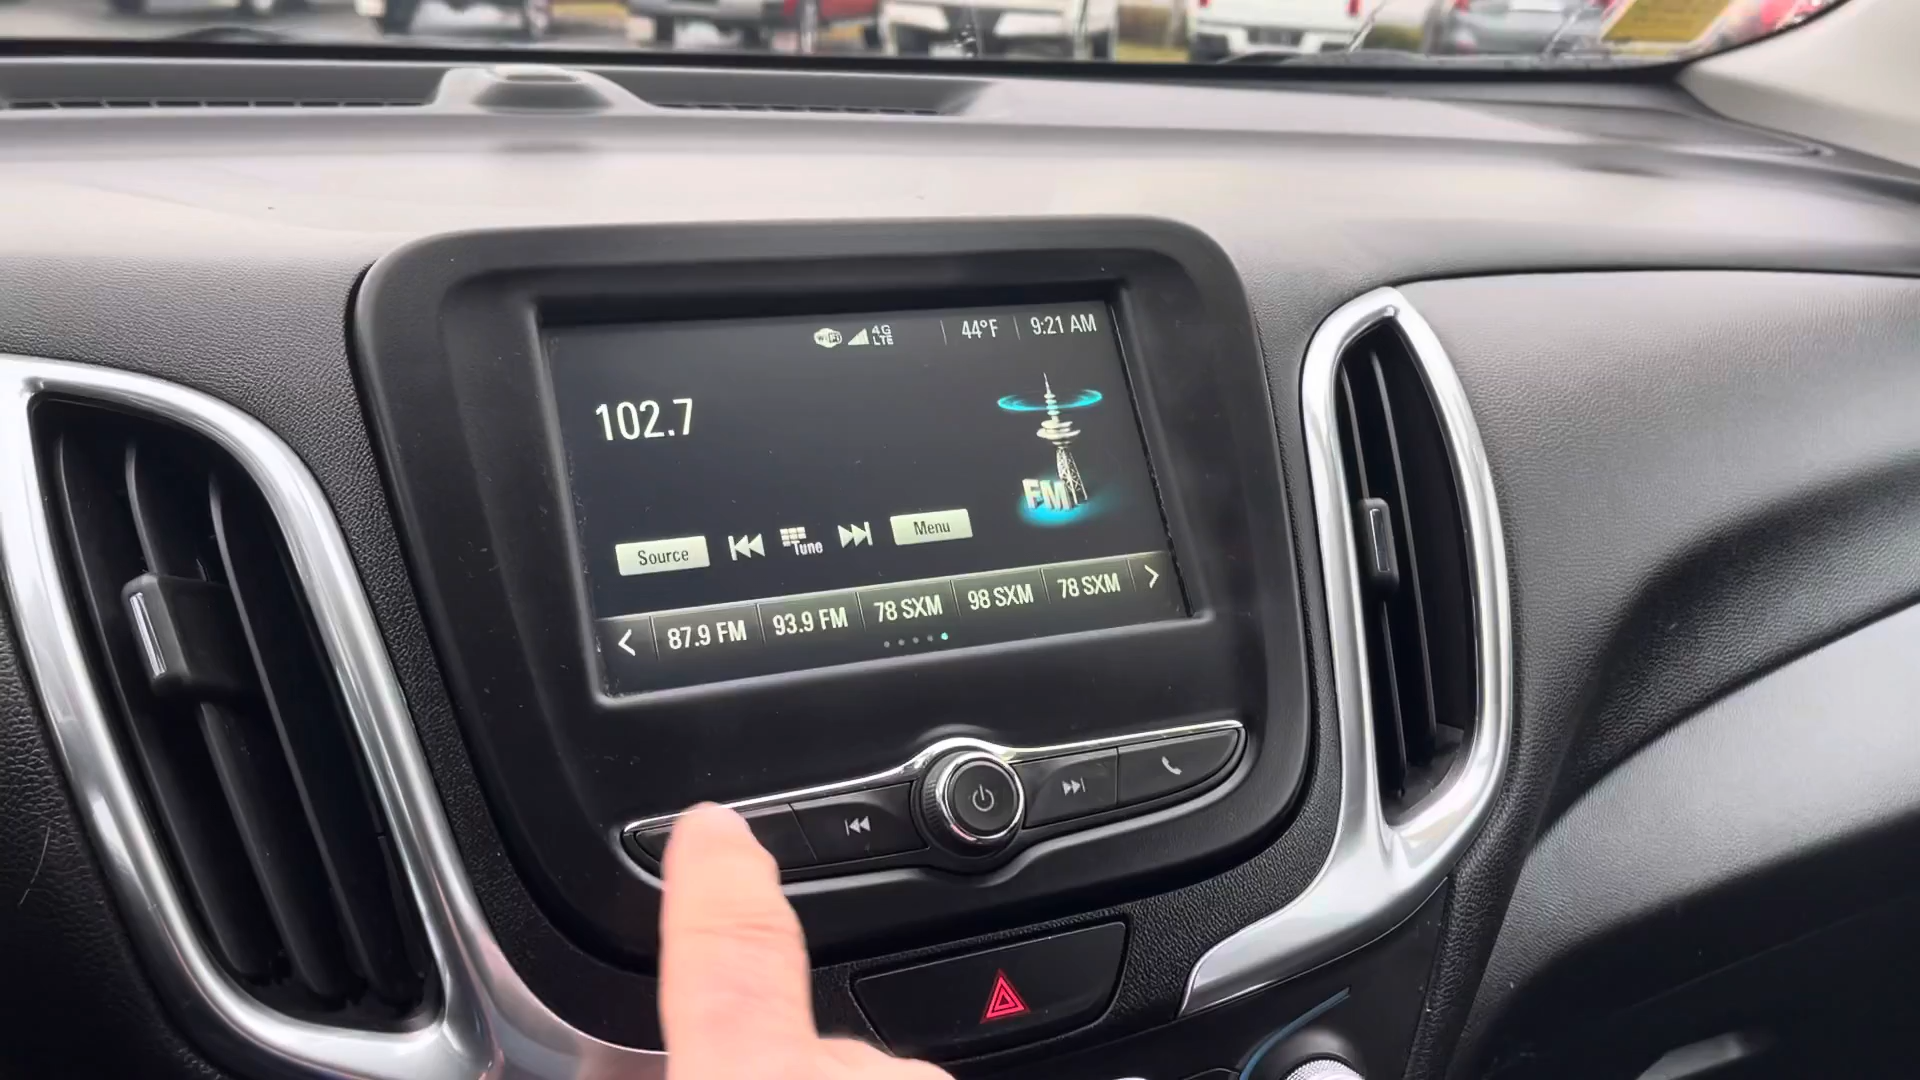 WiFi 4G LTE 44°F 9:21 AM
102.7
FM
Source Tune Menu
87.9 FM 93.9 FM 78 SXM 98 SXM 78 SXM